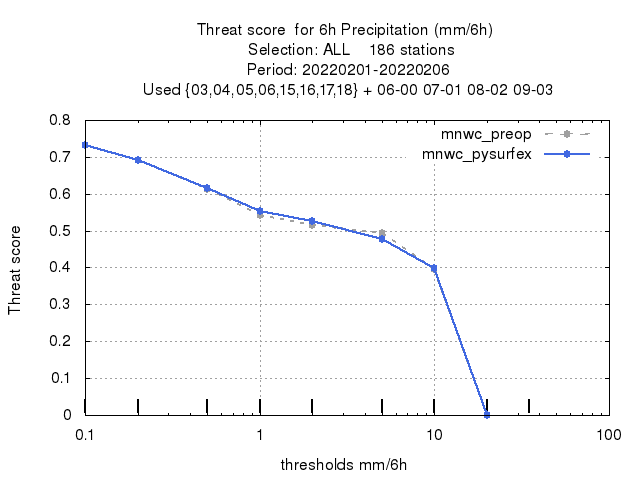 Threat score  for 6h Precipitation (mm/6h)
Selection: ALL    186 stations
Period: 20220201-20220206
Used {03,04,05,06,15,16,17,18} + 06-00 07-01 08-02 09-03
mnwc_preop
mnwc_pysurfex
0.8
0.7
0.6
0.5
0.4
0.3
0.2
0.1
0
Threat score
0.1
1
10
100
thresholds mm/6h